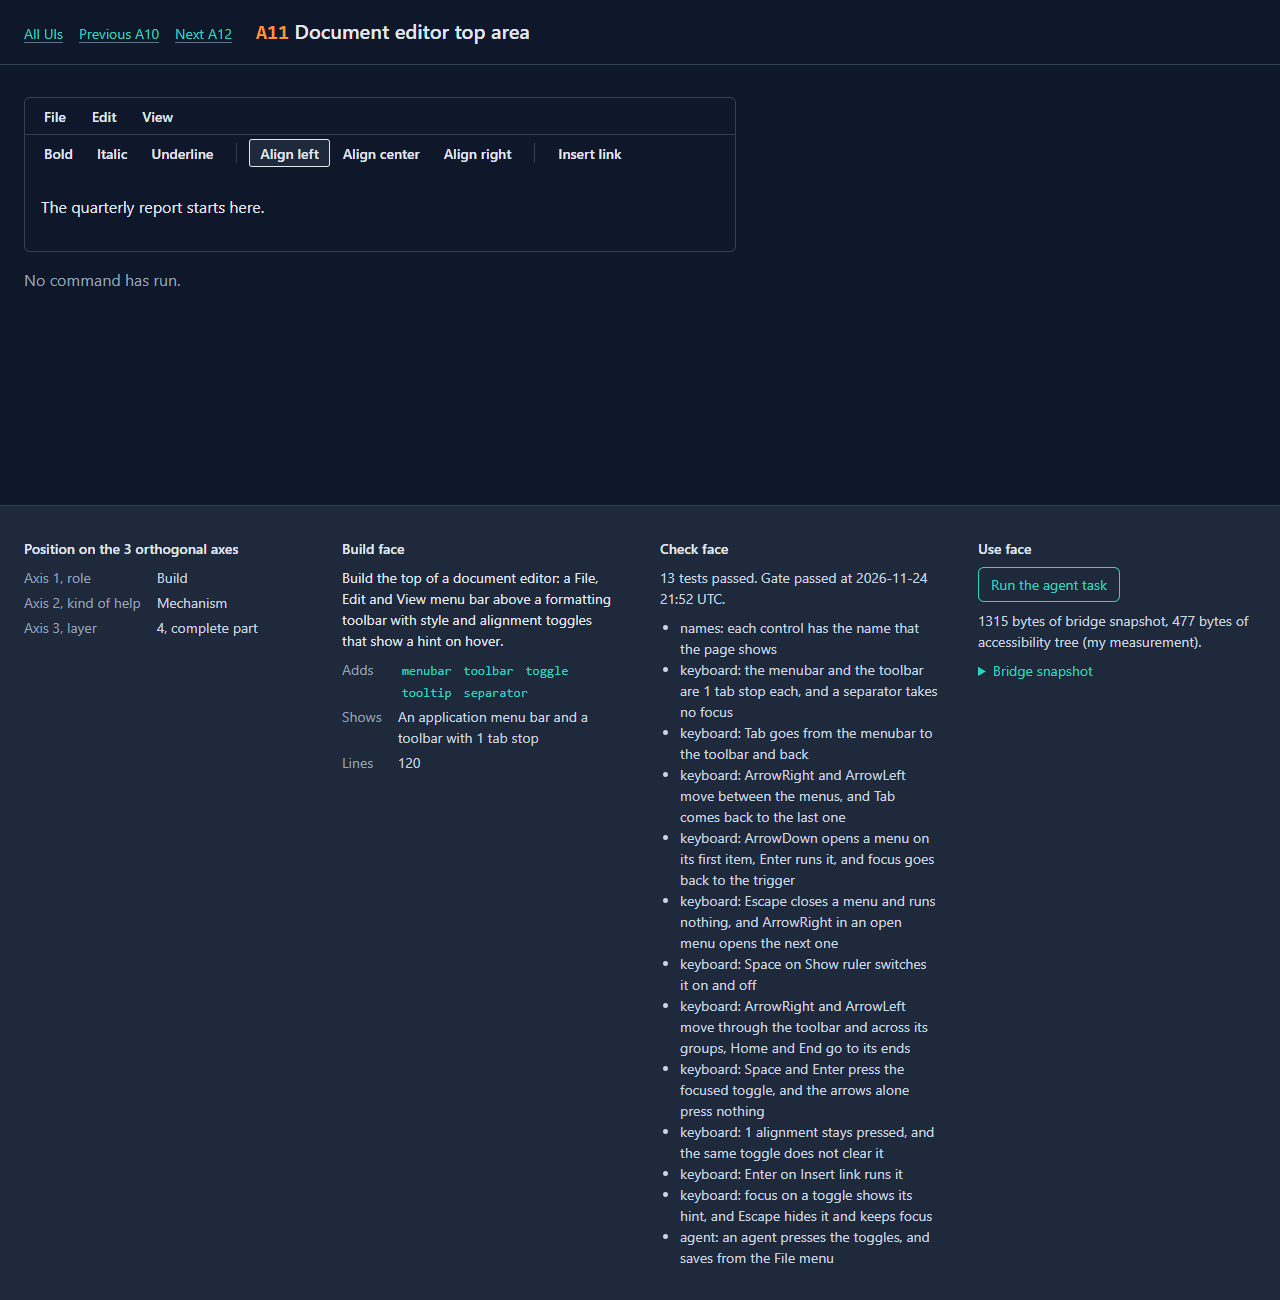 All UIs Previous A10 Next A12 A11 Document editor top area
File Edit View
Bold Italic Underline Align left Align center Align right Insert link
The quarterly report starts here.
No command has run.
Position on the 3 orthogonal axes
Axis 1, role Build
Axis 2, kind of help Mechanism
Axis 3, layer 4, complete part
Build face
Build the top of a document editor: a File,
Edit and View menu bar above a formatting
toolbar with style and alignment toggles
that show a hint on hover.
Adds menubar toolbar toggle
tooltip separator
Shows An application menu bar and a
toolbar with 1 tab stop
Lines 120
Check face
13 tests passed. Gate passed at 2026-11-24
21:52 UTC.
• names: each control has the name that
the page shows
• keyboard: the menubar and the toolbar
are 1 tab stop each, and a separator takes
no focus
• keyboard: Tab goes from the menubar to
the toolbar and back
• keyboard: ArrowRight and ArrowLeft
move between the menus, and Tab
comes back to the last one
• keyboard: ArrowDown opens a menu on
its first item, Enter runs it, and focus goes
back to the trigger
• keyboard: Escape closes a menu and runs
nothing, and ArrowRight in an open
menu opens the next one
• keyboard: Space on Show ruler switches
it on and off
• keyboard: ArrowRight and ArrowLeft
move through the toolbar and across its
groups, Home and End go to its ends
• keyboard: Space and Enter press the
focused toggle, and the arrows alone
press nothing
• keyboard: 1 alignment stays pressed, and
the same toggle does not clear it
• keyboard: Enter on Insert link runs it
• keyboard: focus on a toggle shows its
hint, and Escape hides it and keeps focus
• agent: an agent presses the toggles, and
saves from the File menu
Use face
Run the agent task
1315 bytes of bridge snapshot, 477 bytes of
accessibility tree (my measurement).
▶ Bridge snapshot